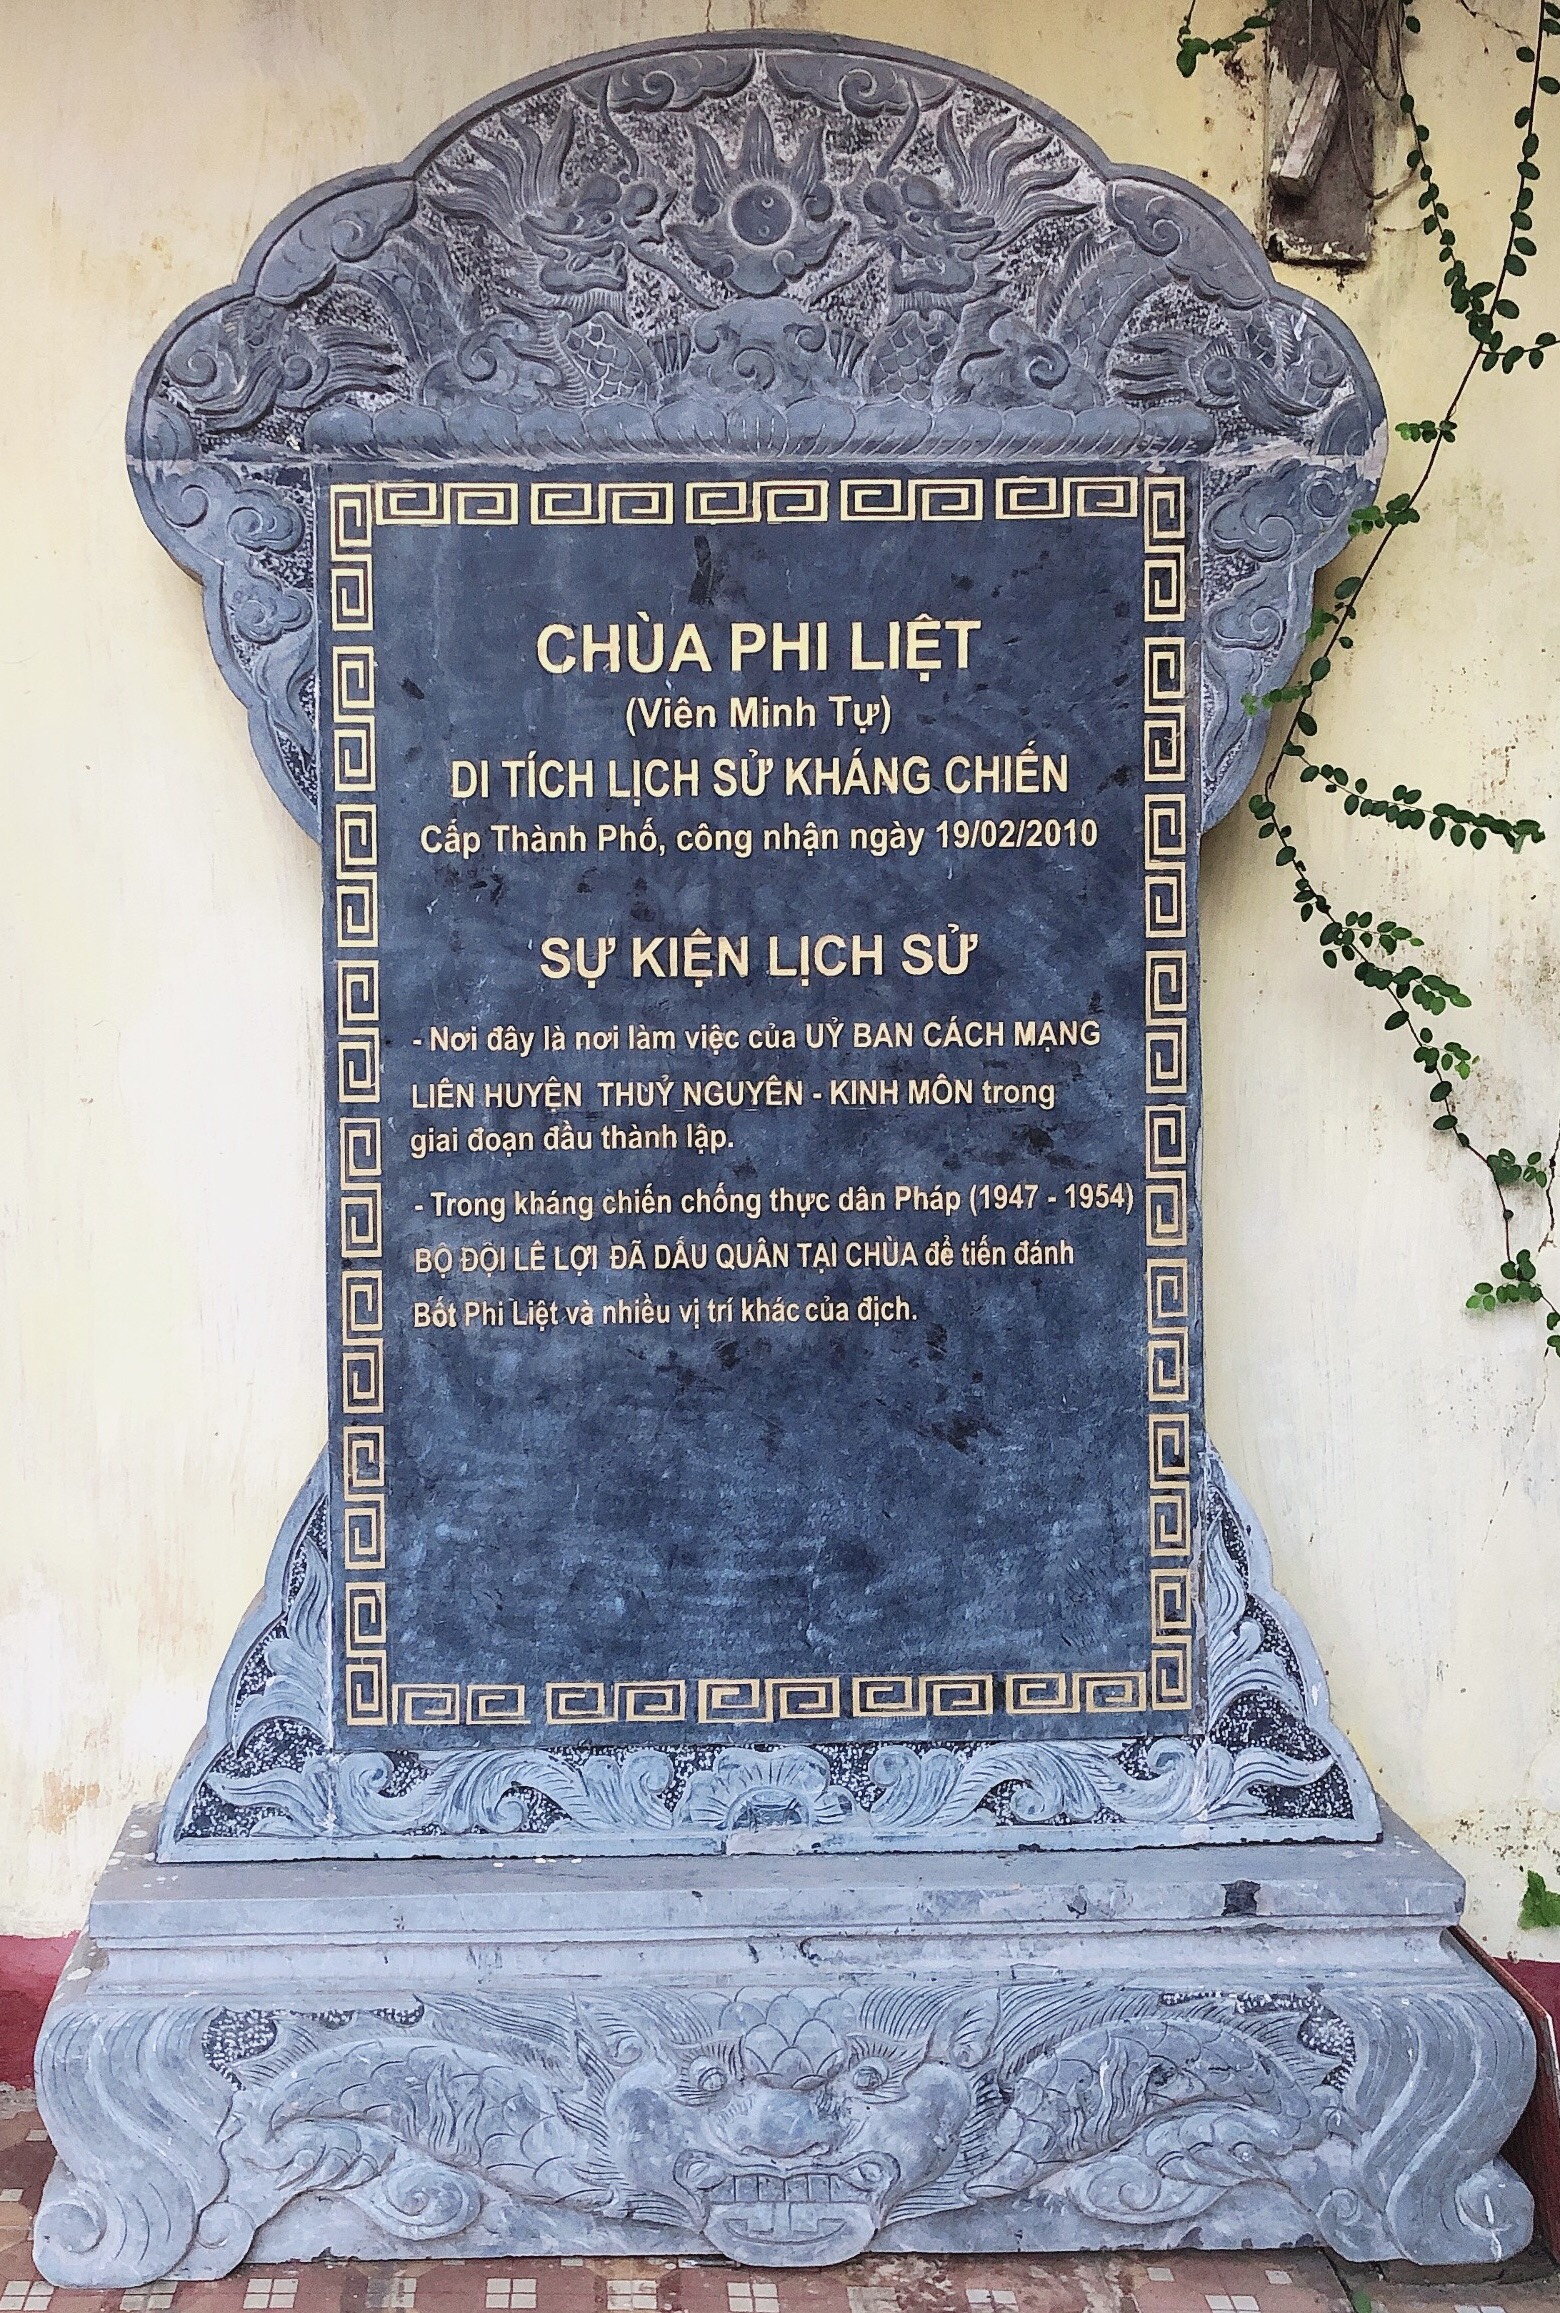 CHÙA PHI LIỆT
(Viên Minh Tự)
DI TÍCH LỊCH SỬ KHÁNG CHIẾN
Cấp Thành Phố, công nhận ngày 19/02/2010
SỰ KIỆN LỊCH SỬ
- Nơi đây là nơi làm việc của UỶ BAN CÁCH MẠNG
LIÊN HUYỆN THUỶ NGUYÊN - KINH MÔN trong
giai đoạn đầu thành lập.
- Trong kháng chiến chống thực dân Pháp (1947 - 1954)
BỘ ĐỘI LÊ LỢI ĐÃ DẤU QUÂN TẠI CHÙA để tiến đánh
Bốt Phi Liệt và nhiều vị trí khác của địch.